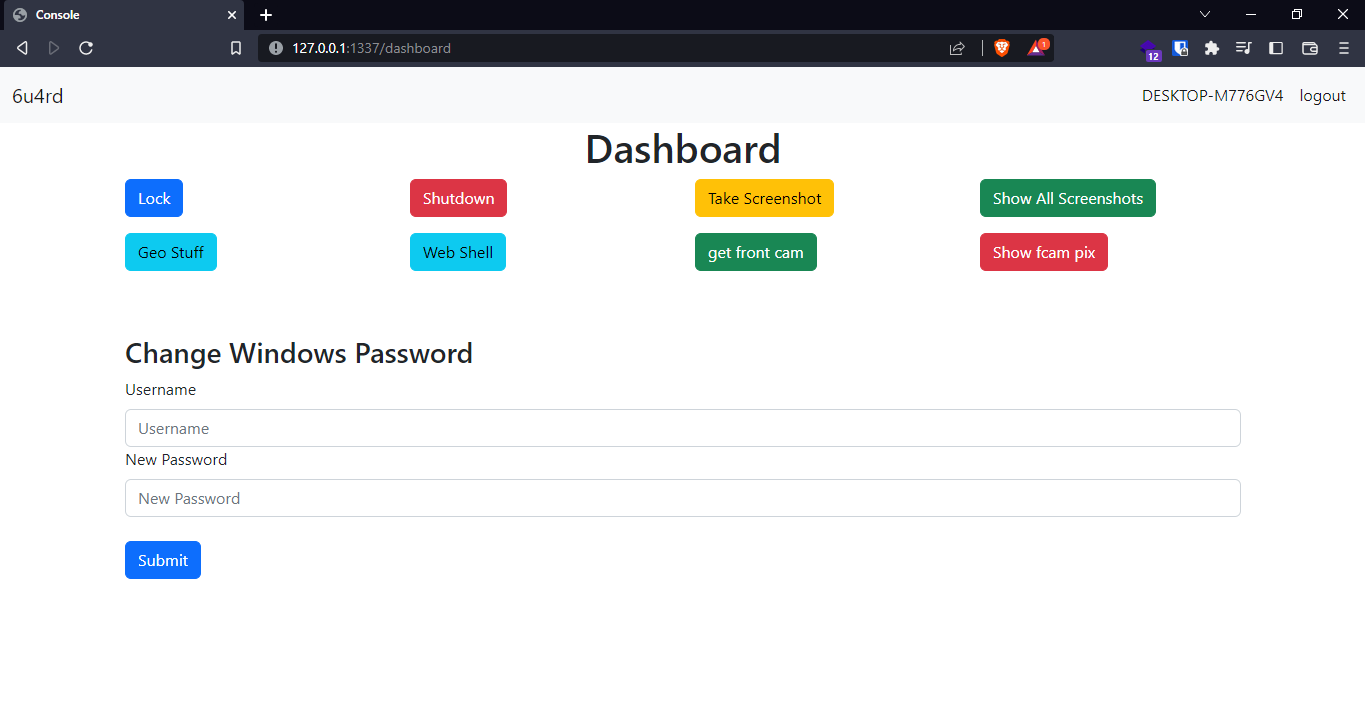 Console
127.0.0.1:1337/dashboard
1
12
6u4rd
DESKTOP-M776GV4 logout
Dashboard
Lock Shutdown Take Screenshot Show All Screenshots
Geo Stuff Web Shell get front cam Show fcam pix
Change Windows Password
Username
Username
New Password
New Password
Submit